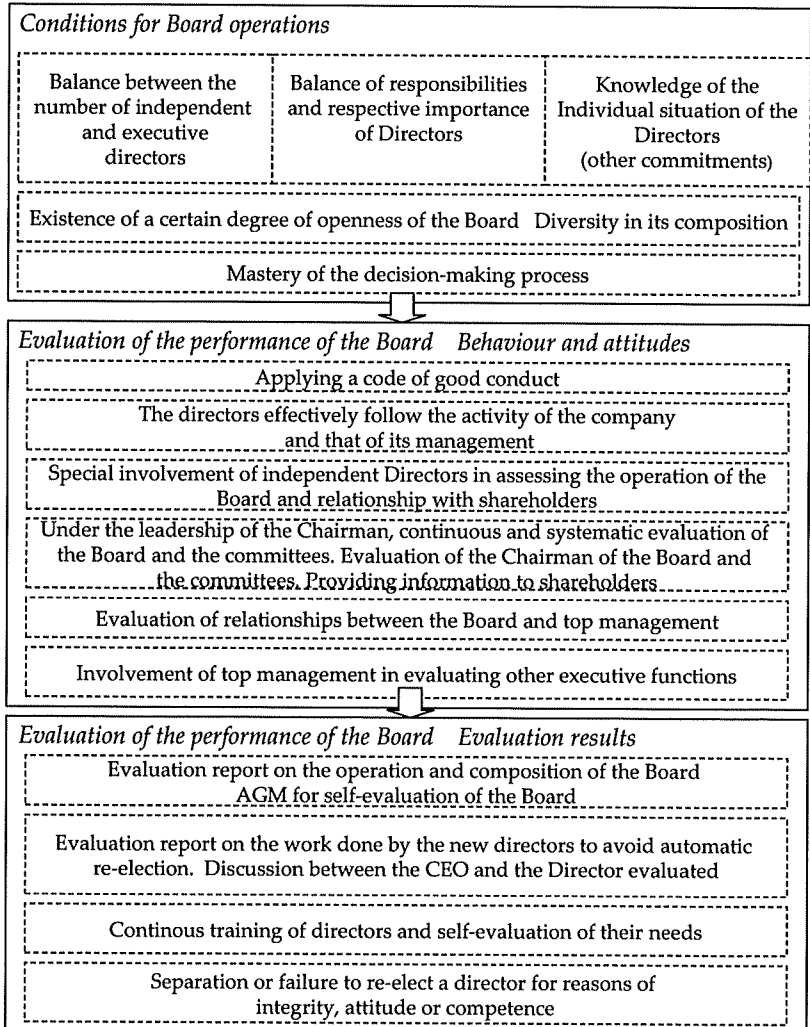 Conditions for Board operations
Balance between the
number of independent
and executive
directors
Balance of responsibilities
and respective importance
of Directors
Knowledge of the
Individual situation of the
Directors
(other commitments)
Existence of a certain degree of openness of the Board Diversity in its composition
Mastery of the decision-making process
Evaluation of the performance of the Board Behaviour and attitudes
Applying a code of good conduct
The directors effectively follow the activity of the company
and that of its management
Special involvement of independent Directors in assessing the operation of the
Board and relationship with shareholders
Under the leadership of the Chairman, continuous and systematic evaluation of
the Board and the committees. Evaluation of the Chairman of the Board and
the committees. Providing information to shareholders
Evaluation of relationships between the Board and top management
Involvement of top management in evaluating other executive functions
Evaluation of the performance of the Board Evaluation results
Evaluation report on the operation and composition of the Board
AGM for self-evaluation of the Board
Evaluation report on the work done by the new directors to avoid automatic
re-election. Discussion between the CEO and the Director evaluated
Continous training of directors and self-evaluation of their needs
Separation or failure to re-elect a director for reasons of
integrity, attitude or competence